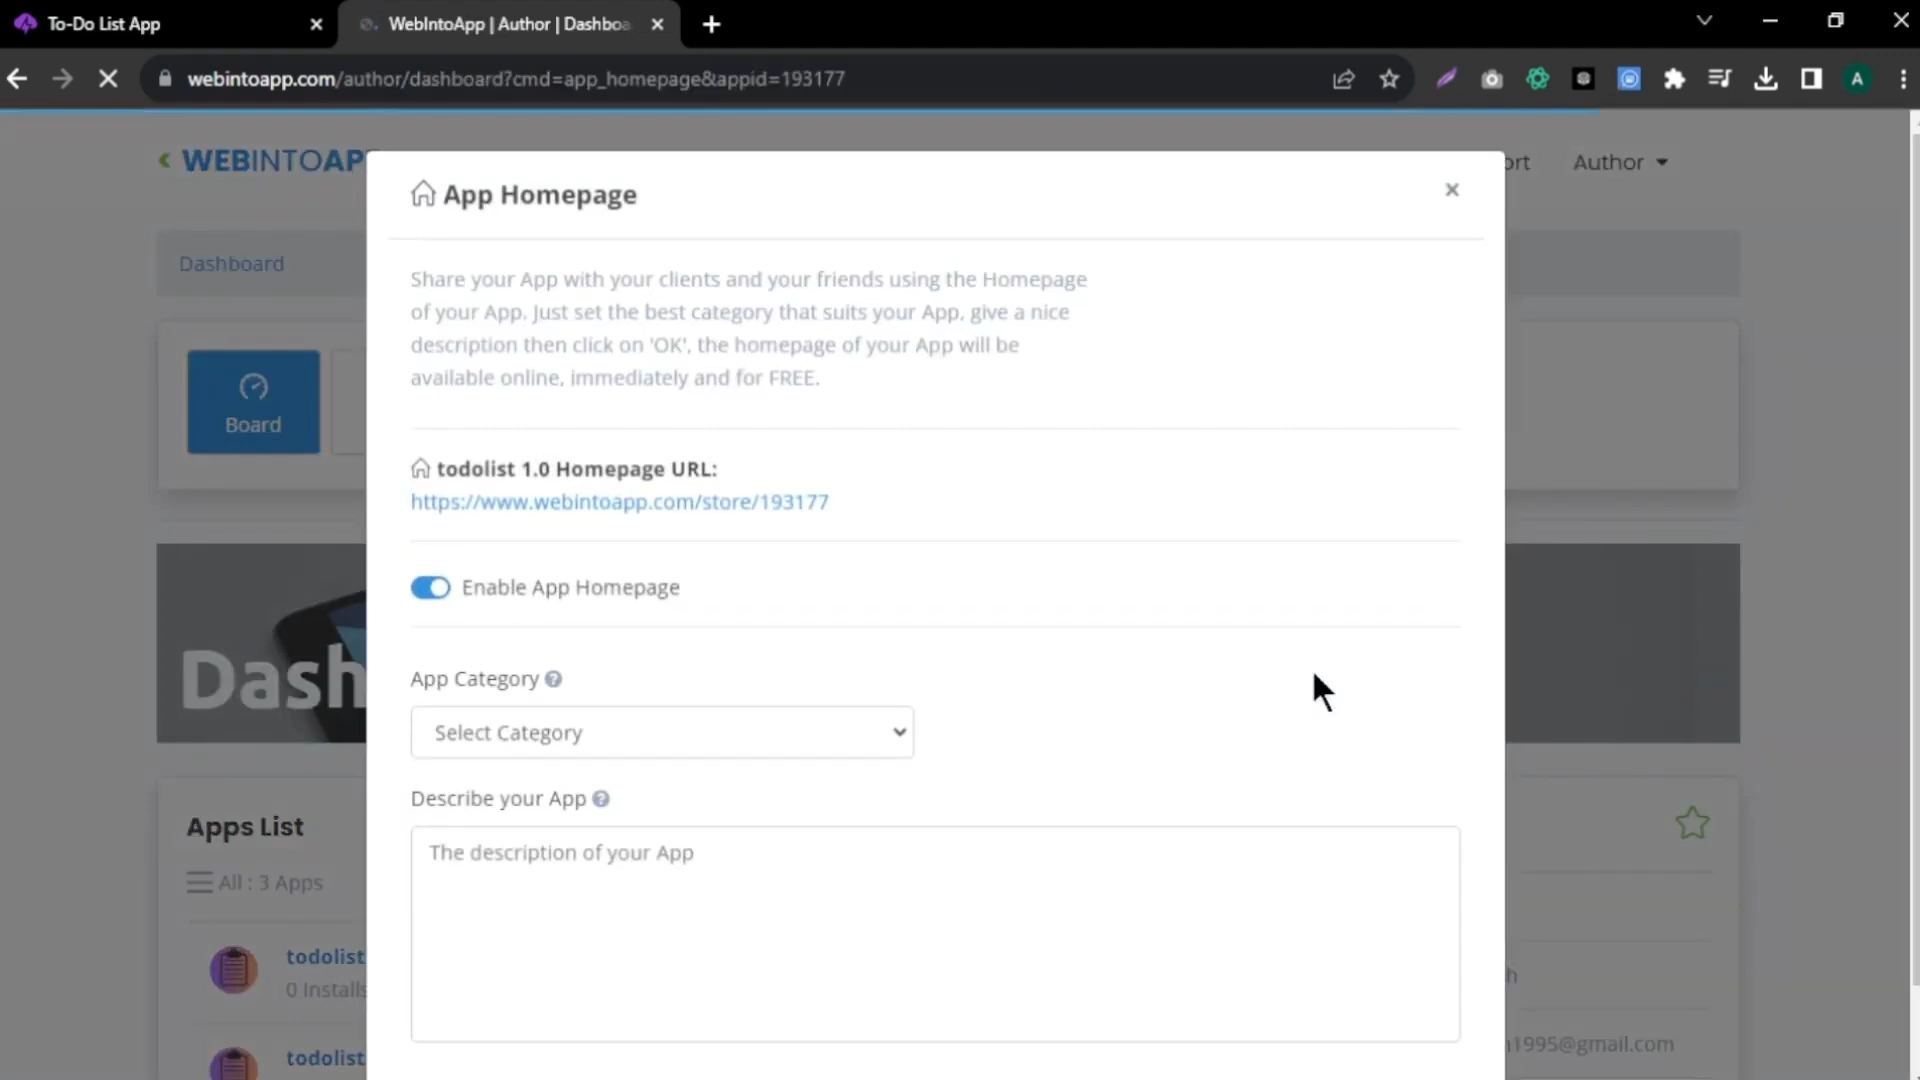 To-Do List App
WebIntoApp | Author | Dashboa
webintoapp.com/author/dashboard?cmd=app_homepage&appid=193177
A
WEBINTOAP
ort
Author
App Homepage
Dashboard
Share your App with your clients and your friends using the Homepage
of your App. Just set the best category that suits your App, give a nice
description then click on 'OK', the homepage of your App will be
available online, immediately and for FREE.
Board
todolist 1.0 Homepage URL:
https://www.webintoapp.com/store/193177
Enable App Homepage
Dash
App Category
Select Category
Describe your App
The description of your App
Apps List
All : 3 Apps
todolist
0 Installs
h
todolist
1995@gmail.com